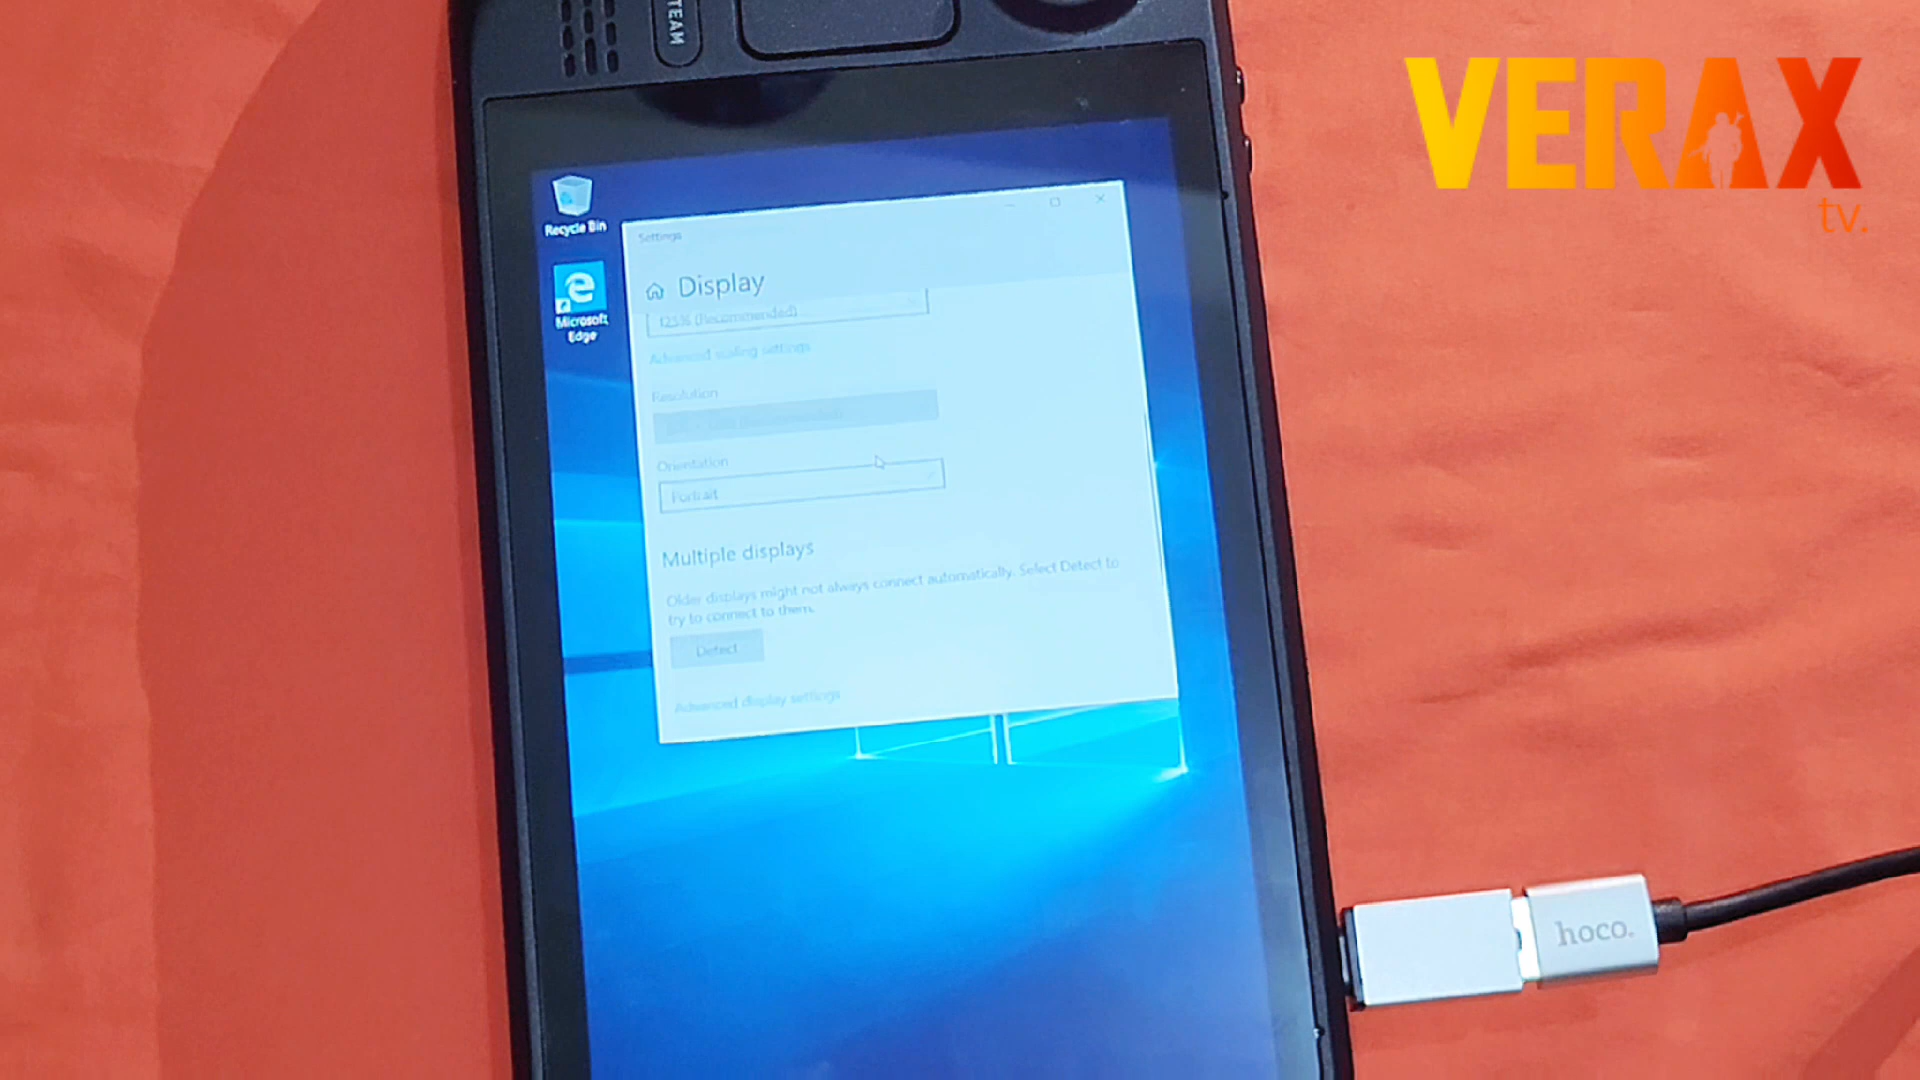 TEAM
VERAX
tv.
Recycle Bin
Microsoft
Edge
Settings
Display
125% (Recommended)
Advanced scaling settings
Resolution
(Recommended)
Orientation
Portrait
Multiple displays
Older displays might not always connect automatically. Select Detect to
try to connect to them.
Detect
Advanced display settings
hoco.